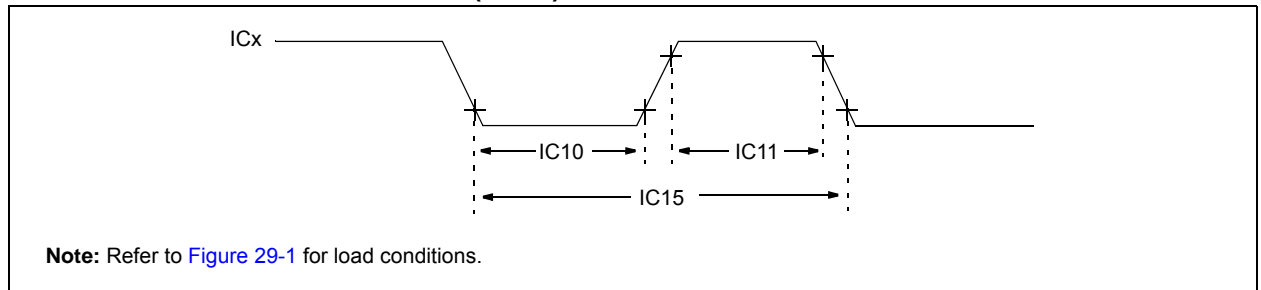 ICx
IC10
IC11
IC15
Note: Refer to Figure 29-1 for load conditions.